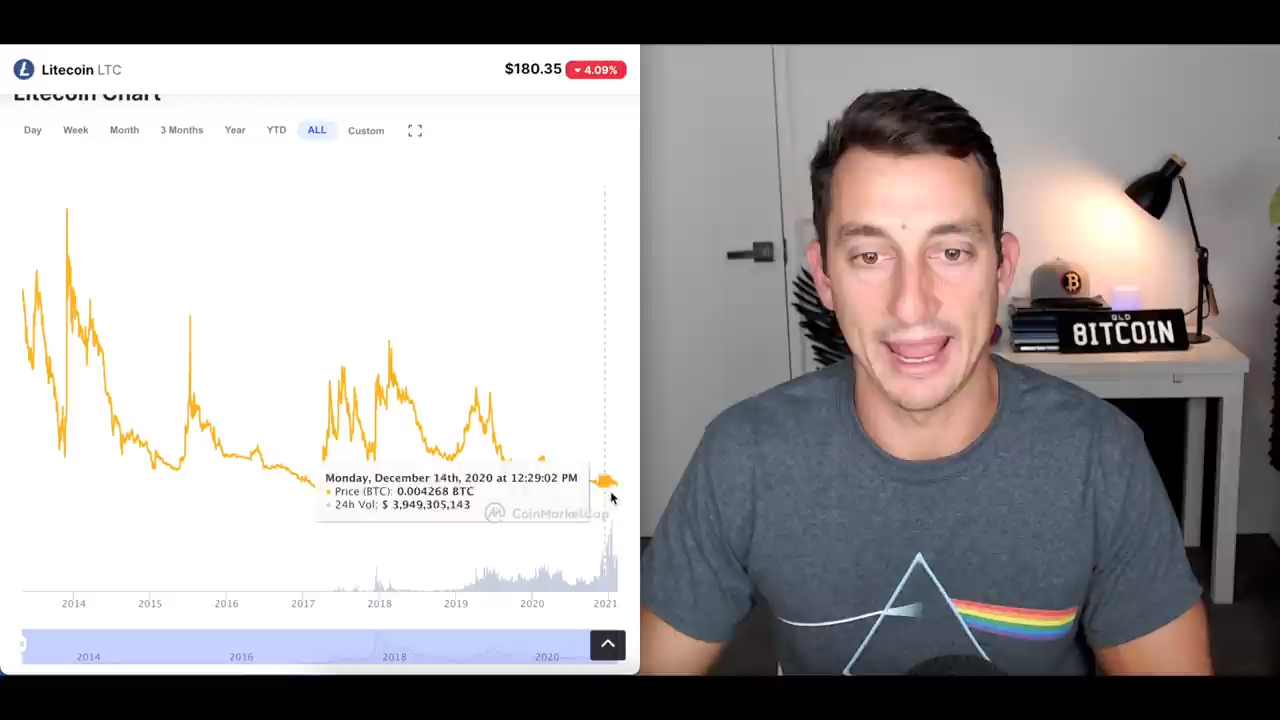 Litecoin LTC
$180.35 4.09%
Litecoin Chart
Day Week Month 3 Months Year YTD ALL Custom
Monday, December 14th, 2020 at 12:29:02 PM
Price (BTC): 0.004268 BTC
24h Vol: $ 3,949,305,143
CoinMarketCap
2014 2015 2016 2017 2018 2019 2020 2021
2014 2016 2018 2020
QLD
8ITCOIN